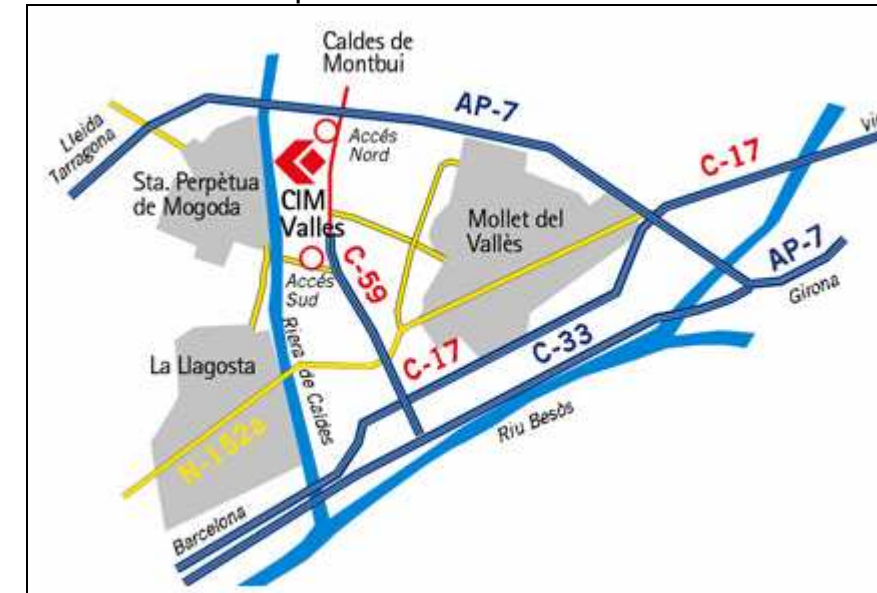 Caldes de
Montbui
AP-7
Lleida
Tarragona
Accés
Nord
C-17
Sta. Perpètua
de Mogoda
CIM
Valles
Mollet del
Vallès
C-59
AP-7
Girona
Accés
Sud
Riera de Caldes
La Llagosta
C-17
C-33
Riu Besòs
N-152a
Barcelona